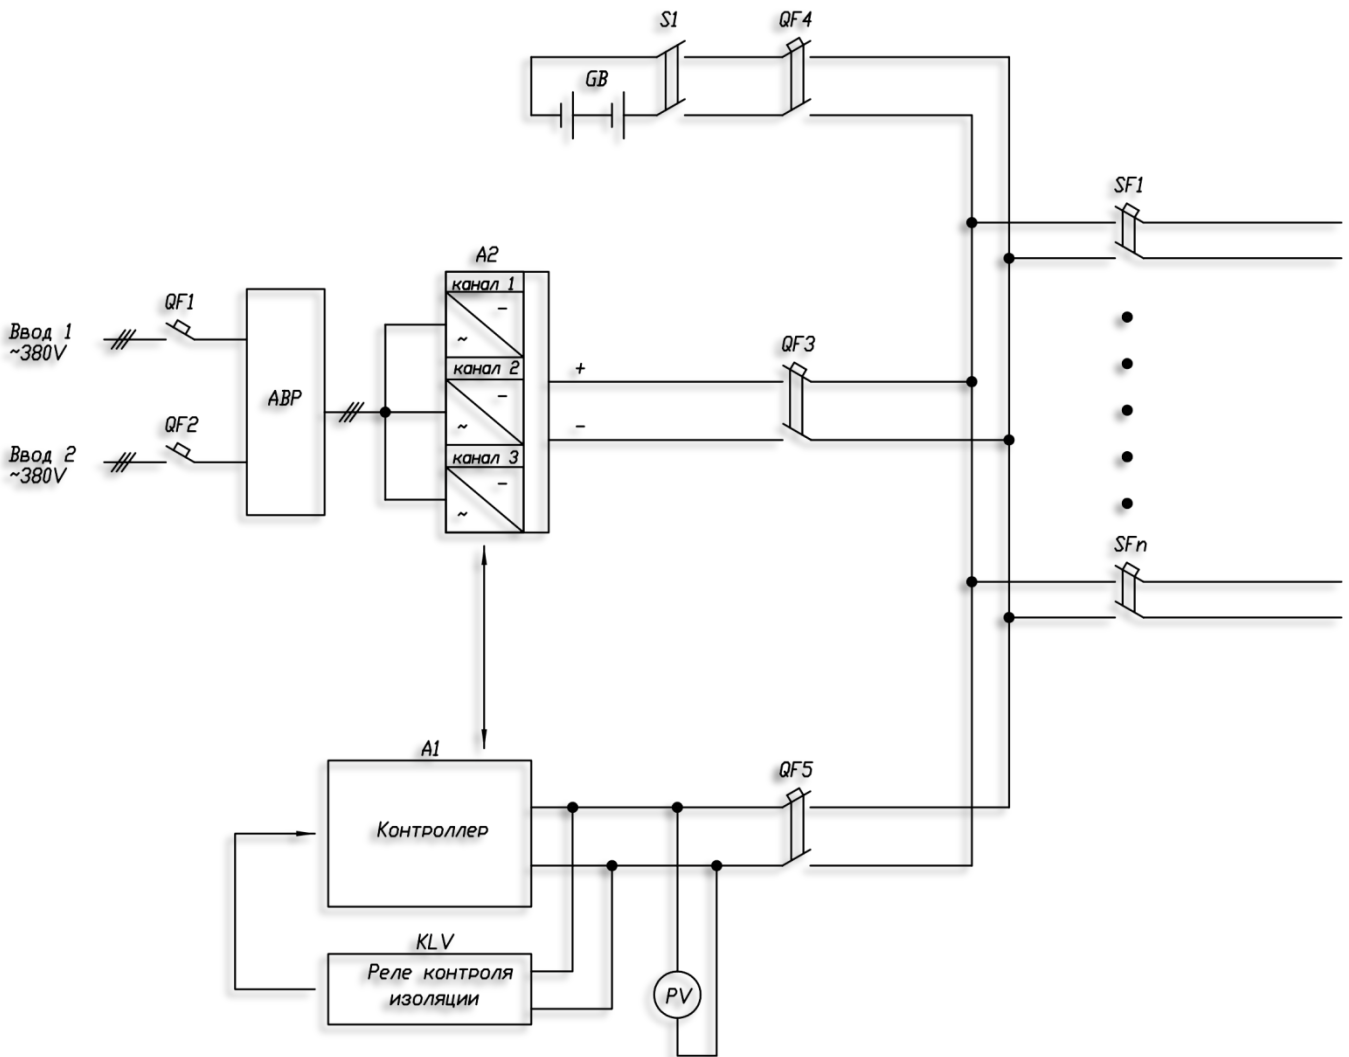 S1
QF4
GB
SF1
A2
канал 1
–
~
QF1
Ввод 1
~380V
QF3
канал 2
+
–
~
АВР
QF2
–
Ввод 2
~380V
канал 3
–
~
SFn
A1
QF5
Контроллер
KLV
Реле контроля
изоляции
PV